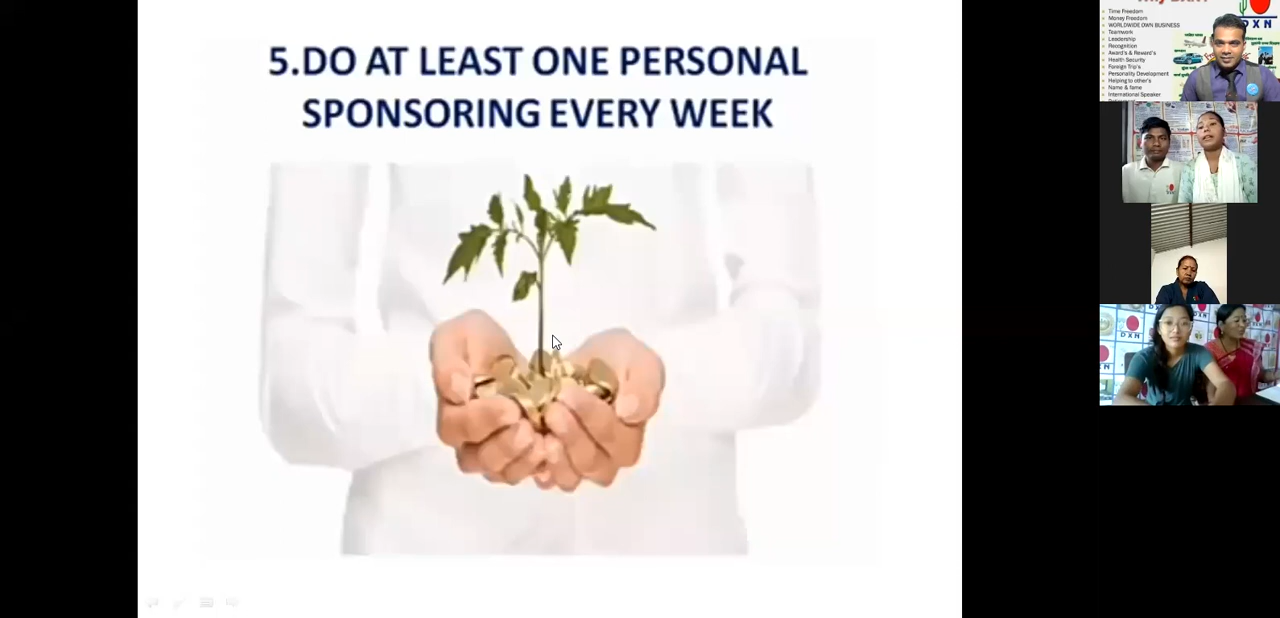 5.DO AT LEAST ONE PERSONAL
SPONSORING EVERY WEEK
Time Freedom
Money Freedom
WORLDWIDE OWN BUSINESS
Teamwork
Leadership
Recognition
Award's & Reward's
Health Security
Foreign Trip's
Personality Development
Helping to other's
Name & fame
International Speaker
DXN
DXN